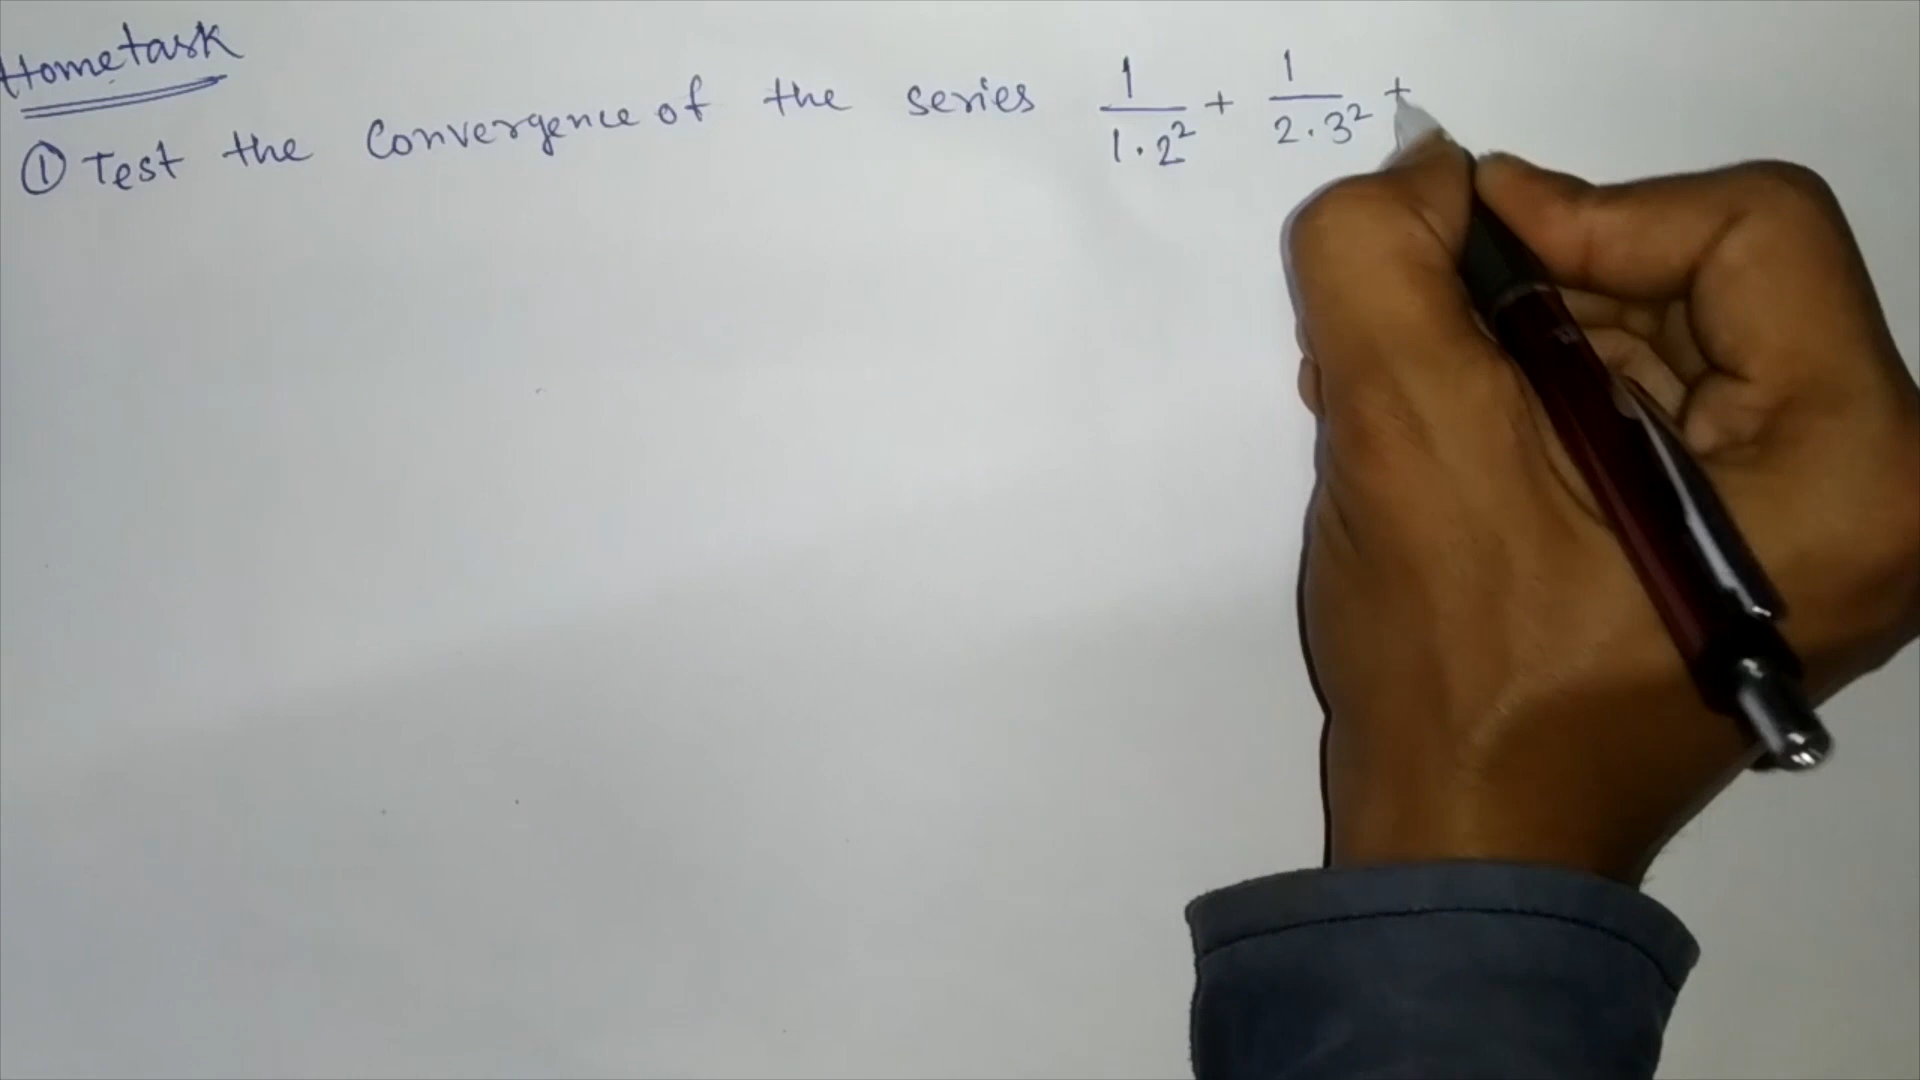 Hometask
① Test the Convergence of the series 1/(1·2²) + 1/(2·3²) +